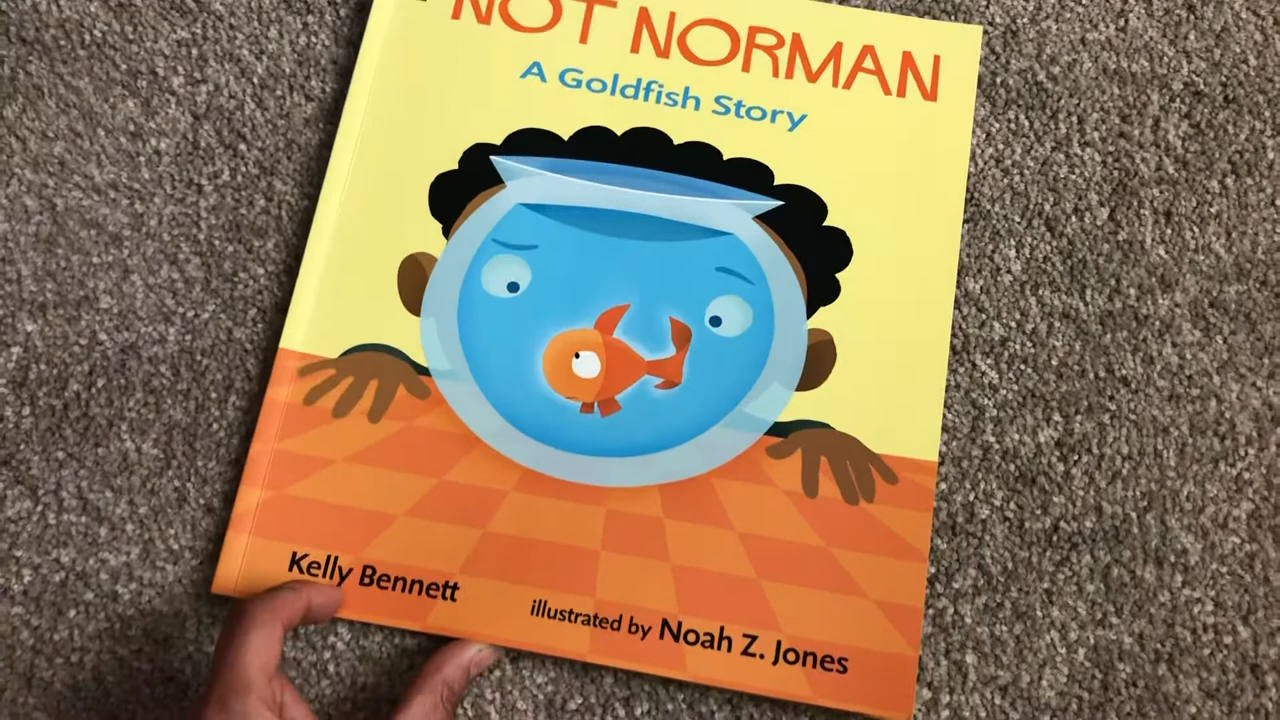 NOT NORMAN
A Goldfish Story
Kelly Bennett
illustrated by Noah Z. Jones